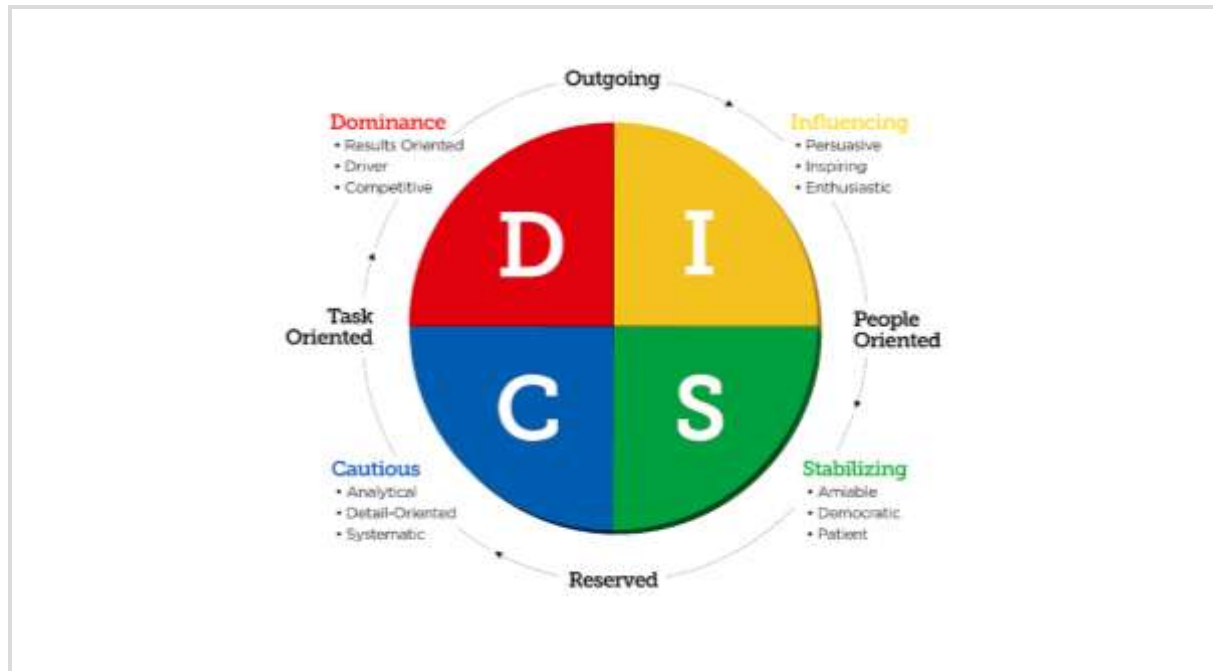 Outgoing
Dominance
• Results Oriented
• Driver
• Competitive
Influencing
• Persuasive
• Inspiring
• Enthusiastic
D
I
Task
Oriented
People
Oriented
C
S
Cautious
• Analytical
• Detail-Oriented
• Systematic
Stabilizing
• Amiable
• Democratic
• Patient
Reserved